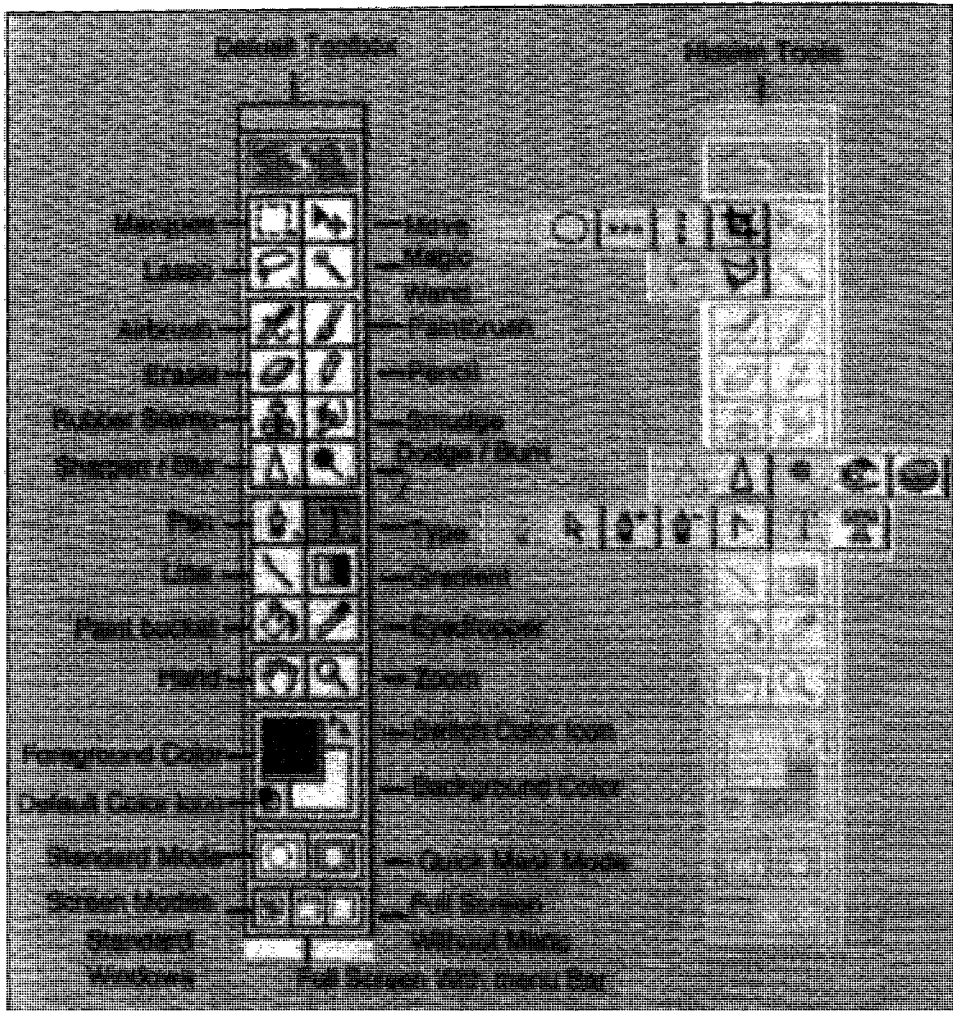 Default Toolbox
Hidden Tools
Marquee
Move
Lasso
Magic
Wand
Airbrush
Paintbrush
Eraser
Pencil
Rubber Stamp
Smudge
Sharpen / Blur
Dodge / Burn
Pen
Type
Line
Gradient
Paint bucket
Eyedropper
Hand
Zoom
Foreground Color
Switch Color Icon
Default Color Icon
Background Color
Standard Mode
Quick Mask Mode
Screen Modes
Full Screen
Standard
Without Menu
Windows
Full Screen With menu Bar